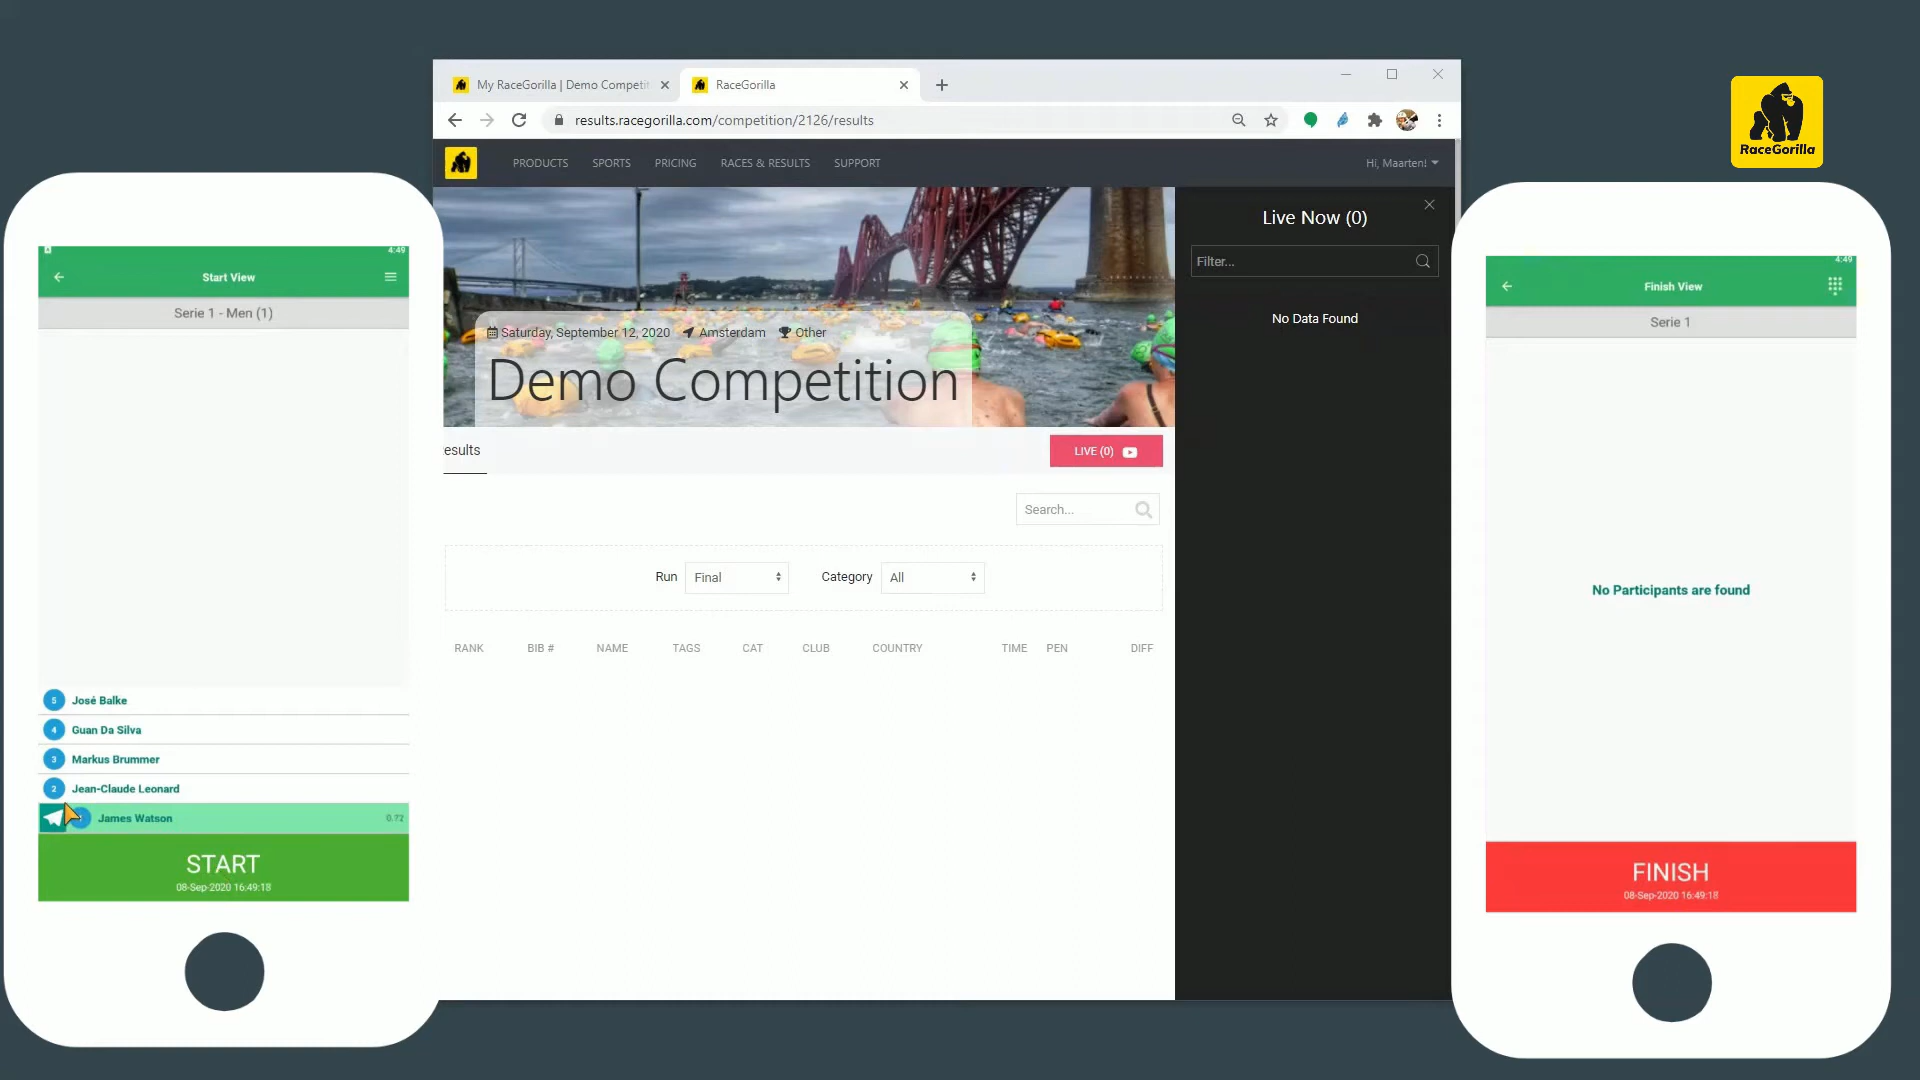 My RaceGorilla | Demo Competit
RaceGorilla
results.racegorilla.com/competition/2126/results
RaceGorilla
PRODUCTS
SPORTS
PRICING
RACES & RESULTS
SUPPORT
Hi, Maarten!
Live Now (0)
Filter...
No Data Found
Saturday, September 12, 2020
Amsterdam
Other
Demo Competition
esults
LIVE (0)
Search...
Run
Final
Category
All
RANK
BIB #
NAME
TAGS
CAT
CLUB
COUNTRY
TIME
PEN
DIFF
4:49
Start View
Serie 1 - Men (1)
5 José Balke
4 Guan Da Silva
3 Markus Brummer
2 Jean-Claude Leonard
James Watson
0.72
START
08-Sep-2020 16:49:18
4:49
Finish View
Serie 1
No Participants are found
FINISH
08-Sep-2020 16:49:18